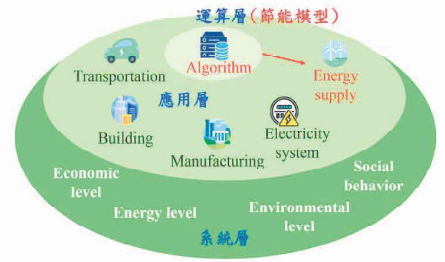 運算層(節能模型)
Transportation
Algorithm
Energy
supply
應用層
Building
Manufacturing
Electricity
system
Economic
level
Energy level
Environmental
level
Social
behavior
系統層